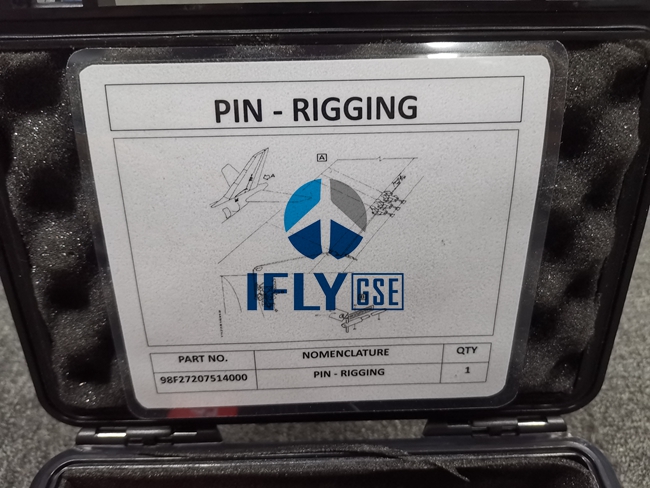 PIN - RIGGING
A
IFLY GSE
PART NO. NOMENCLATURE QTY
98F27207514000 PIN - RIGGING 1